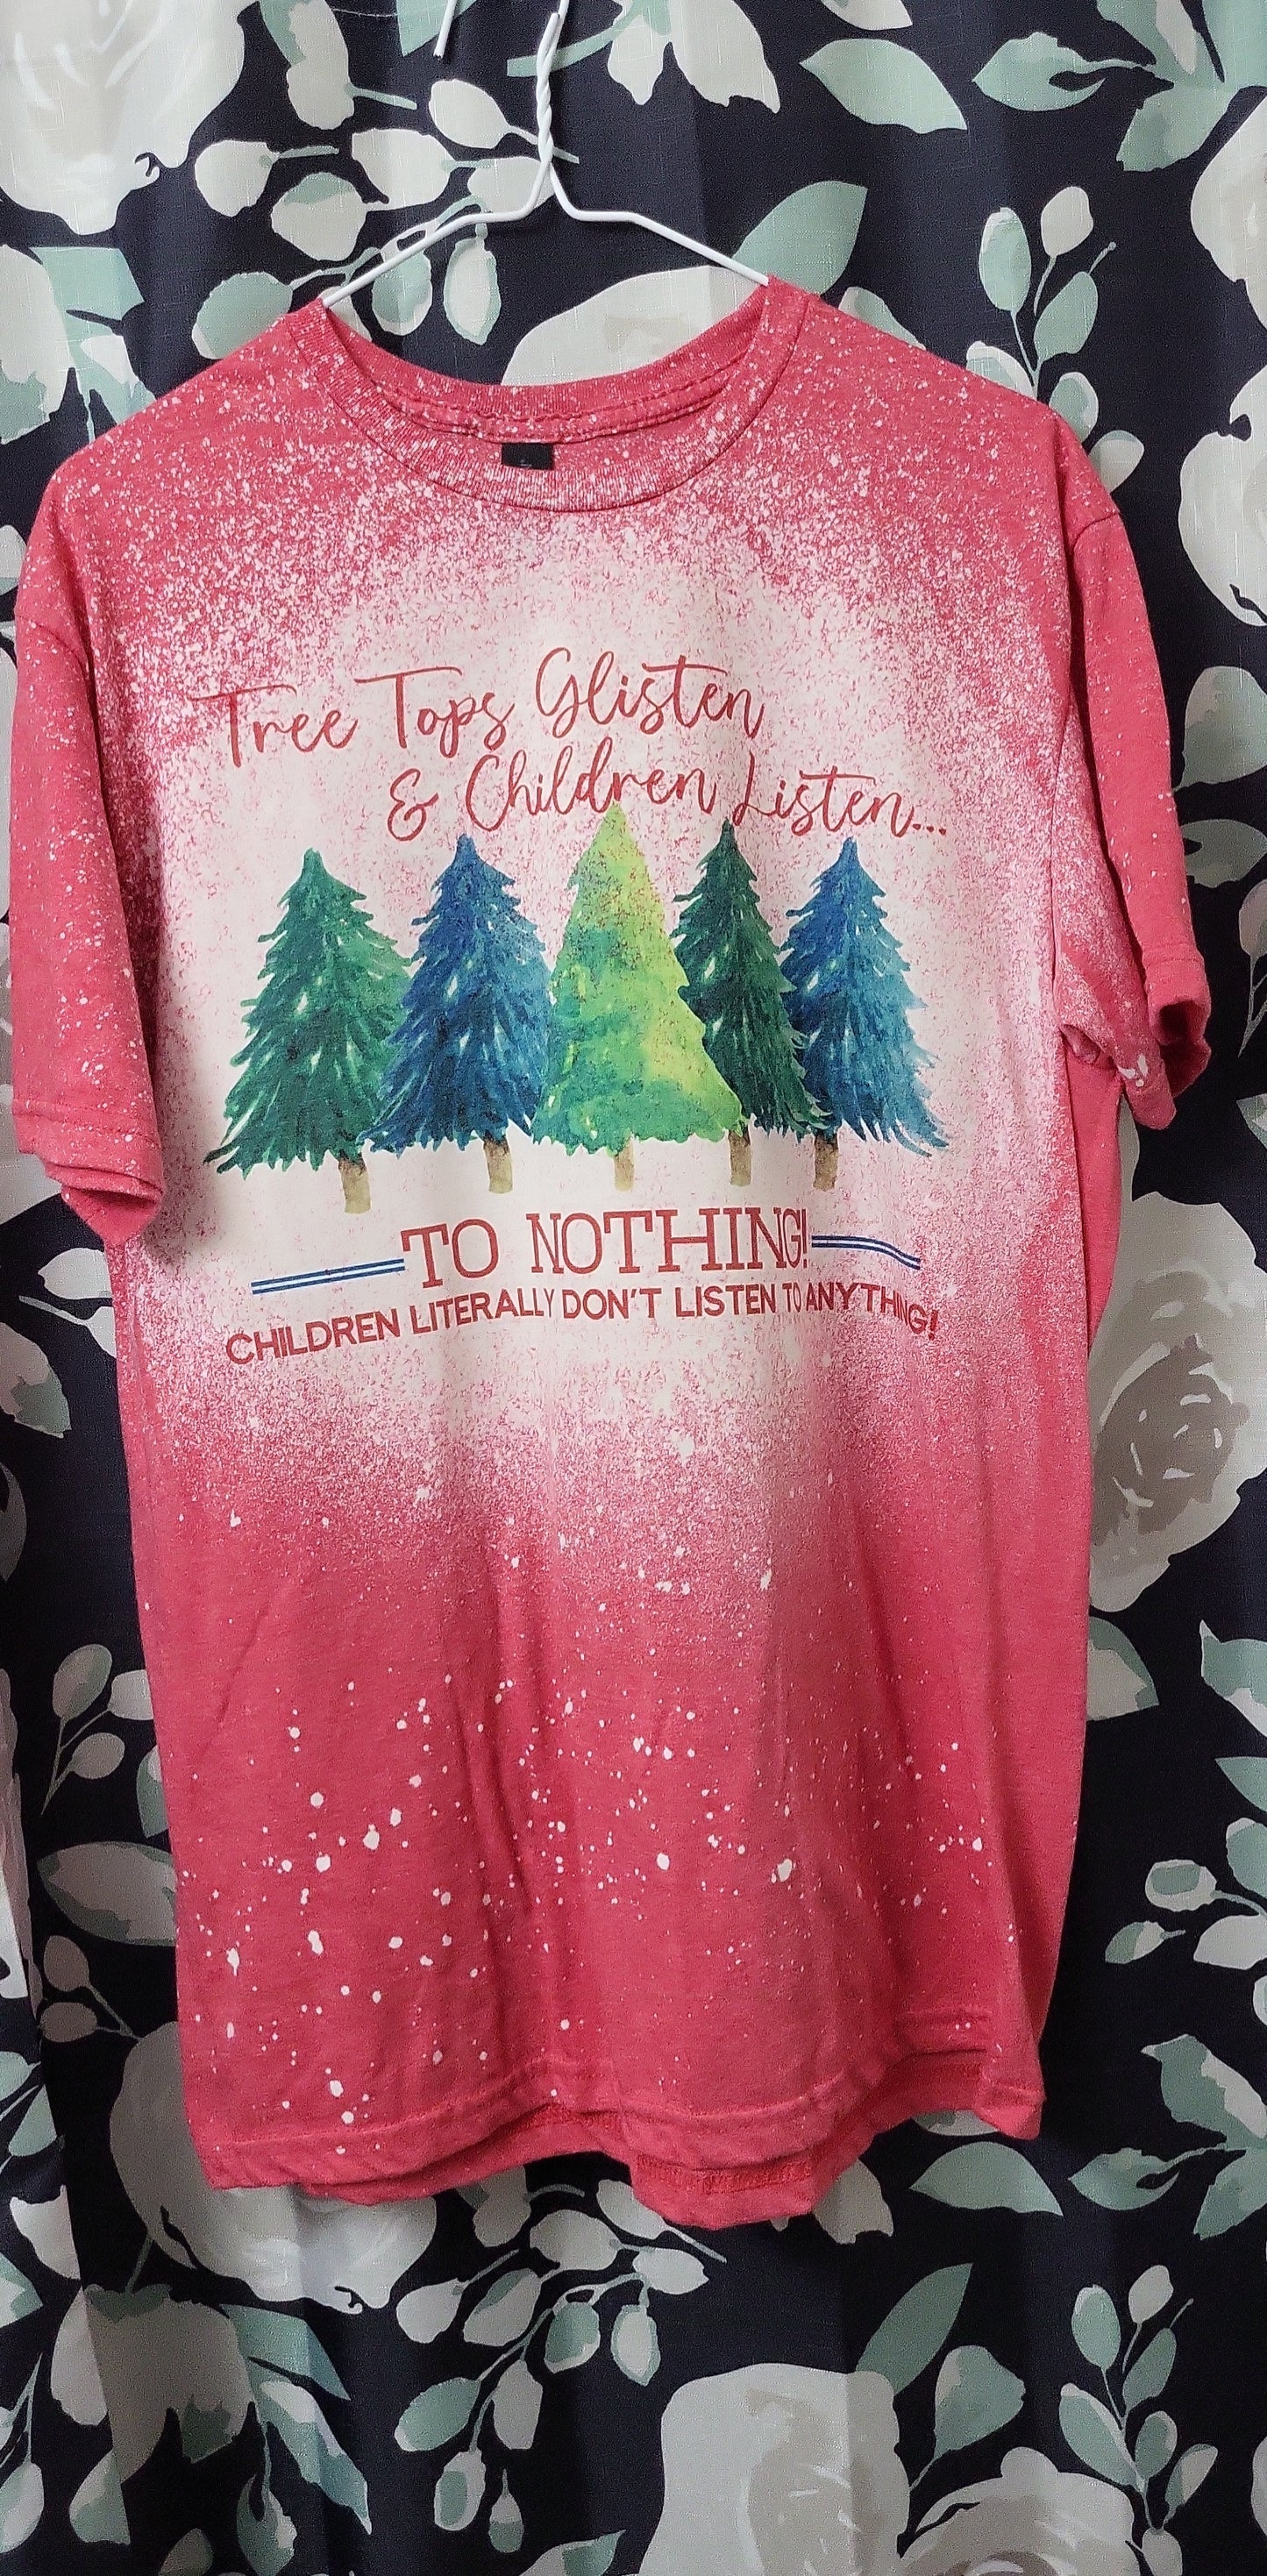 Tree Tops Glisten
& Children Listen...
TO NOTHING!
CHILDREN LITERALLY DON'T LISTEN TO ANYTHING!